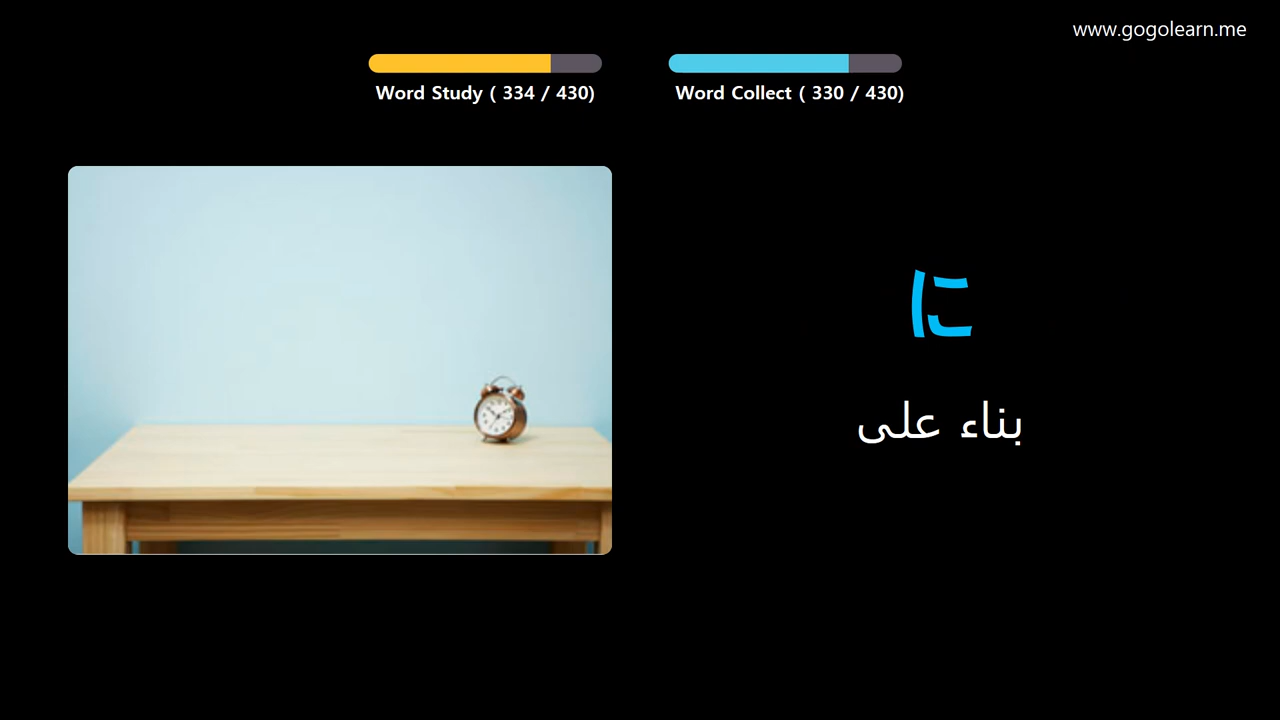 www.gogolearn.me
Word Study ( 334 / 430)
Word Collect ( 330 / 430)
に
بناء على